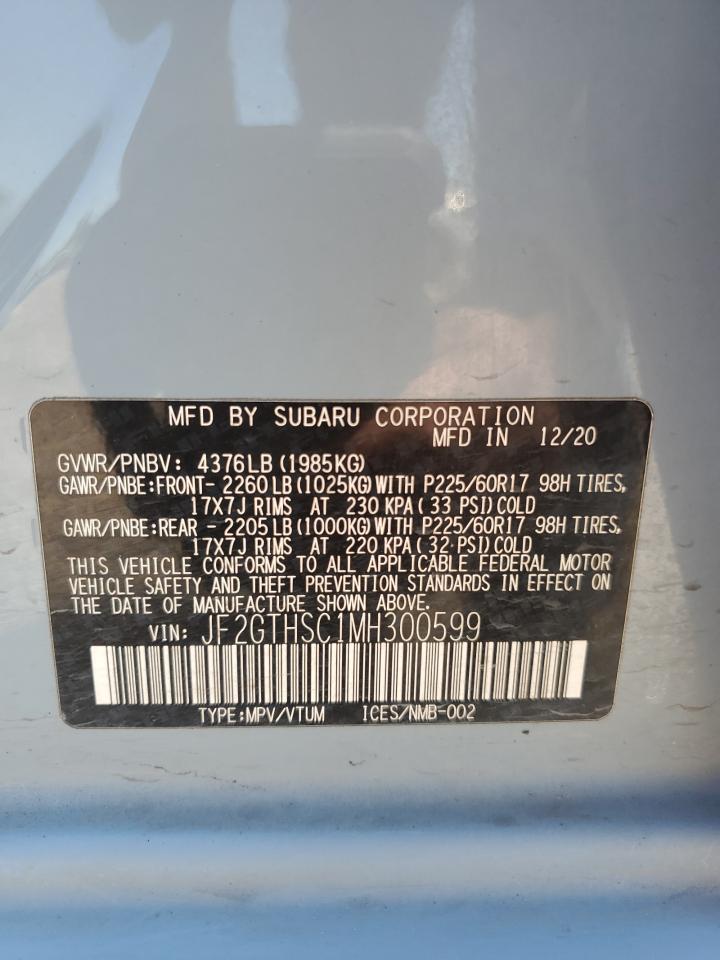 MFD BY SUBARU CORPORATION
MFD IN 12/20
GVWR/PNBV: 4376LB (1985KG)
GAWR/PNBE:FRONT- 2260LB (1025KG)WITH P225/60R17 98H TIRES,
17X7J RIMS AT 230 KPA ( 33 PSI)COLD
GAWR/PNBE:REAR - 2205LB (1000KG)WITH P225/60R17 98H TIRES,
17X7J RIMS AT 220 KPA ( 32 PSI)COLD
THIS VEHICLE CONFORMS TO ALL APPLICABLE FEDERAL MOTOR
VEHICLE SAFETY AND THEFT PREVENTION STANDARDS IN EFFECT ON
THE DATE OF MANUFACTURE SHOWN ABOVE.
VIN: JF2GTHSC1MH300599
TYPE:MPV/VTUM ICES/NMB-002